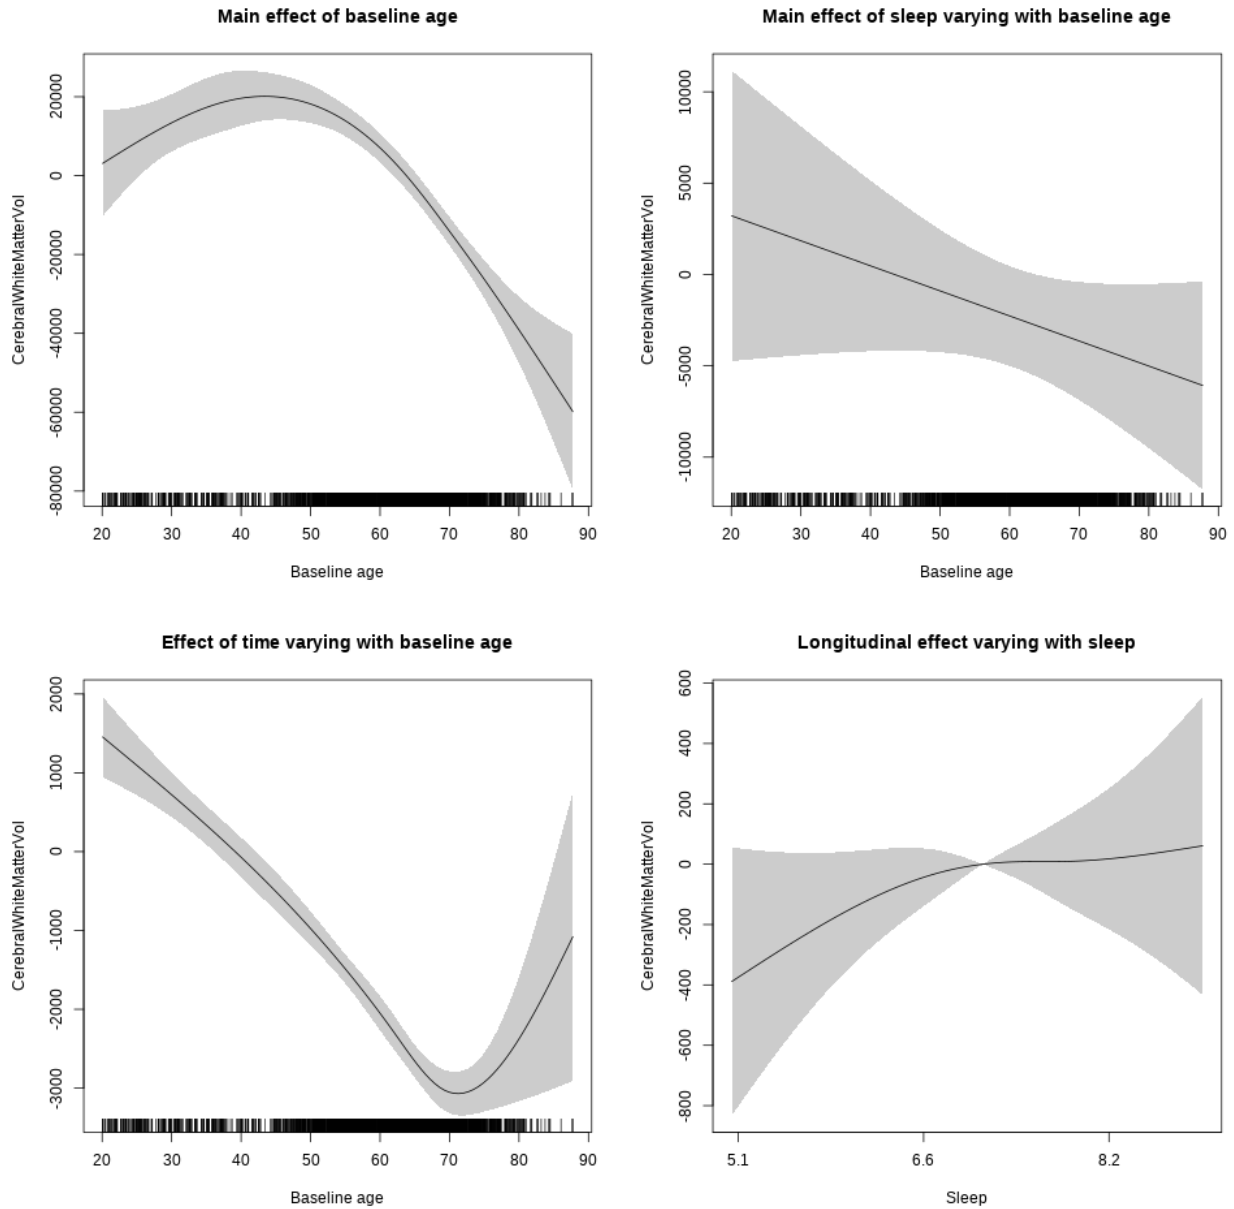 Main effect of baseline age
CerebralWhiteMatterVol
20000
0
-20000
-40000
-60000
-80000
20 30 40 50 60 70 80 90
Baseline age
Main effect of sleep varying with baseline age
CerebralWhiteMatterVol
10000
5000
0
-5000
-10000
20 30 40 50 60 70 80 90
Baseline age
Effect of time varying with baseline age
CerebralWhiteMatterVol
2000
1000
0
-1000
-2000
-3000
20 30 40 50 60 70 80 90
Baseline age
Longitudinal effect varying with sleep
CerebralWhiteMatterVol
600
400
200
0
-200
-400
-600
-800
5.1 6.6 8.2
Sleep